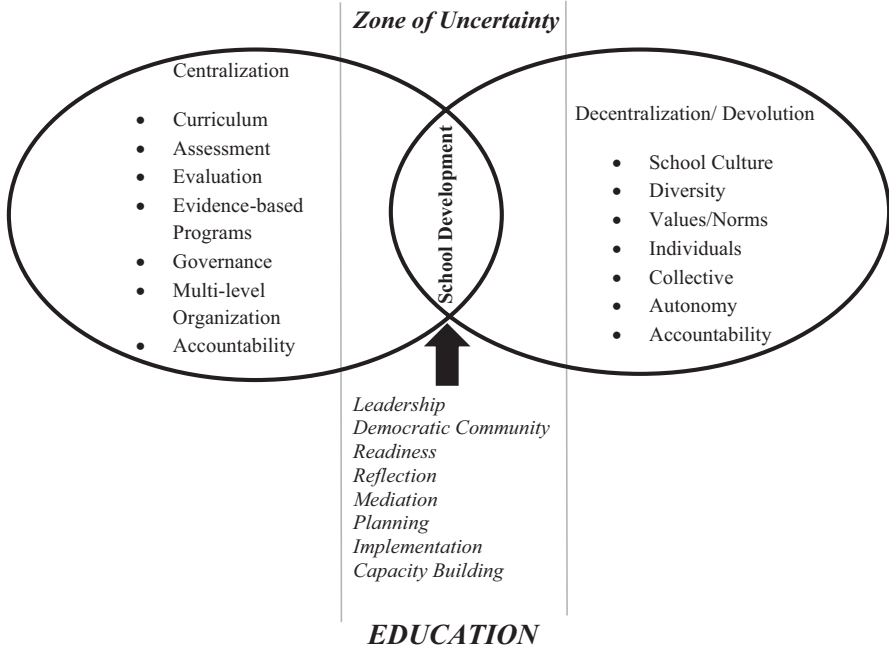 Zone of Uncertainty
Centralization
• Curriculum
• Assessment
• Evaluation
• Evidence-based
Programs
• Governance
• Multi-level
Organization
• Accountability
School Development
Decentralization/ Devolution
• School Culture
• Diversity
• Values/Norms
• Individuals
• Collective
• Autonomy
• Accountability
Leadership
Democratic Community
Readiness
Reflection
Mediation
Planning
Implementation
Capacity Building
EDUCATION